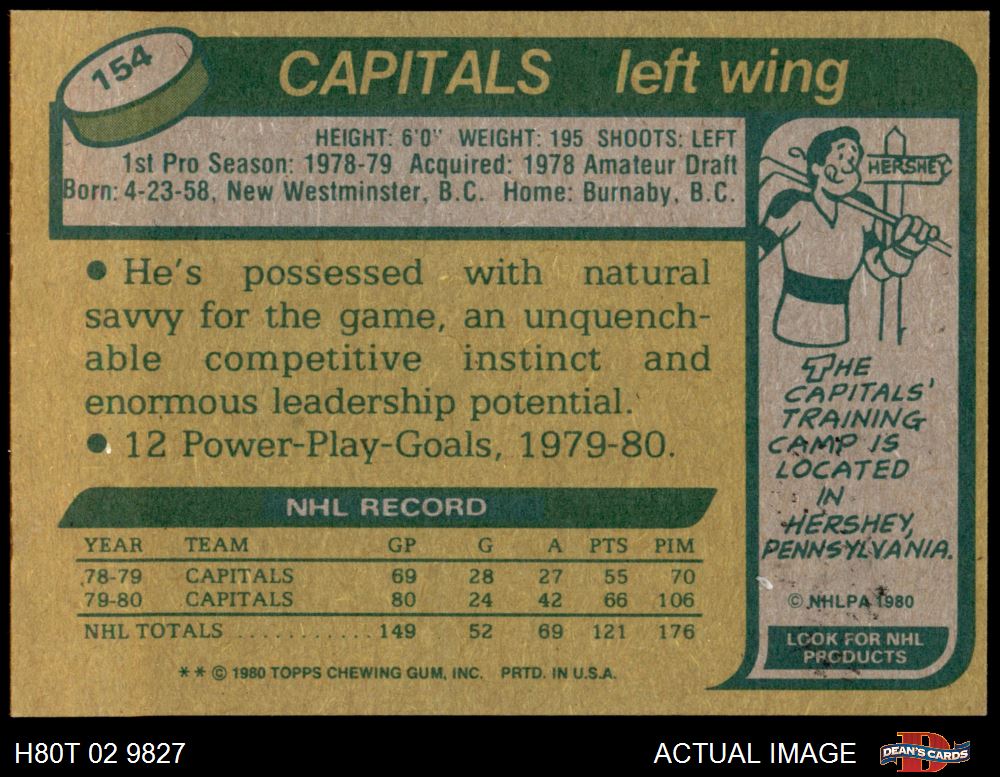 154
CAPITALS left wing
HEIGHT: 6'0" WEIGHT: 195 SHOOTS: LEFT
1st Pro Season: 1978-79 Acquired: 1978 Amateur Draft
Born: 4-23-58, New Westminster, B.C. Home: Burnaby, B.C.
• He's possessed with natural
savvy for the game, an unquench-
able competitive instinct and
enormous leadership potential.
• 12 Power-Play-Goals, 1979-80.
NHL RECORD
YEAR TEAM GP G A PTS PIM
78-79 CAPITALS 69 28 27 55 70
79-80 CAPITALS 80 24 42 66 106
NHL TOTALS ........... 149 52 69 121 176
** © 1980 TOPPS CHEWING GUM, INC. PRTD. IN U.S.A.
HERSHEY
THE
CAPITALS'
TRAINING
CAMP IS
LOCATED
IN
HERSHEY,
PENNSYLVANIA.
© NHLPA 1980
LOOK FOR NHL
PRODUCTS
H80T 02 9827
ACTUAL IMAGE
DEAN'S CARDS